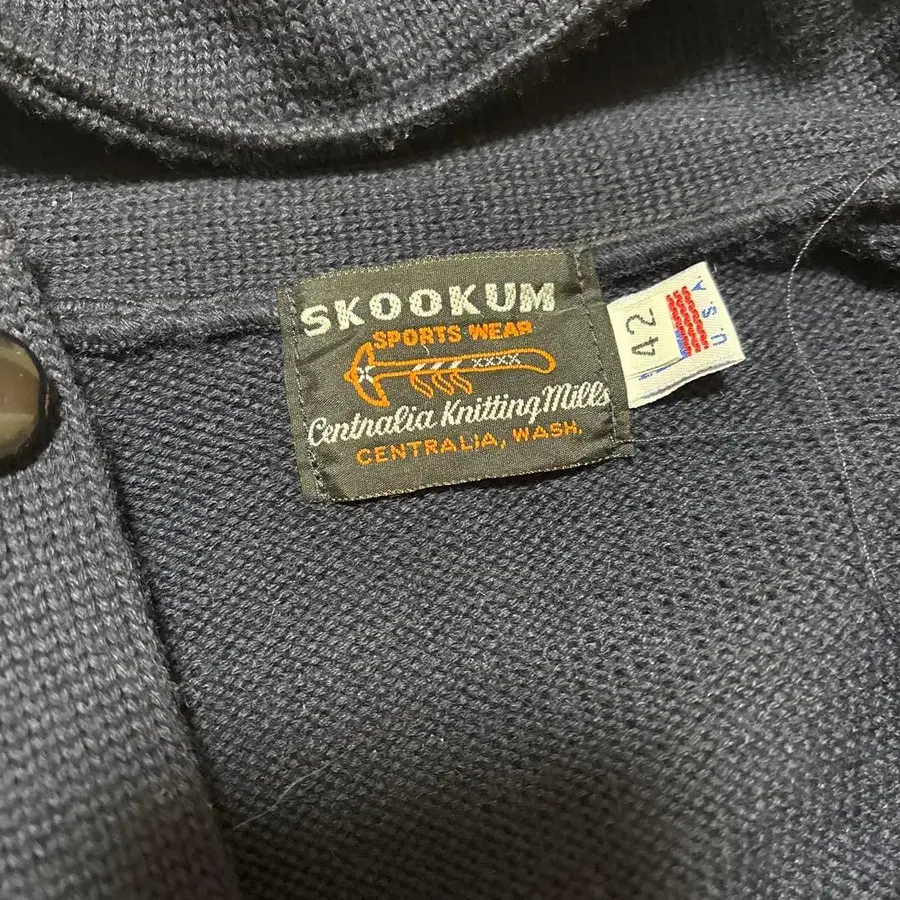 SKOOKUM
SPORTS WEAR
XXXX
Centralia Knitting Mills
CENTRALIA, WASH.
42
U.S.A